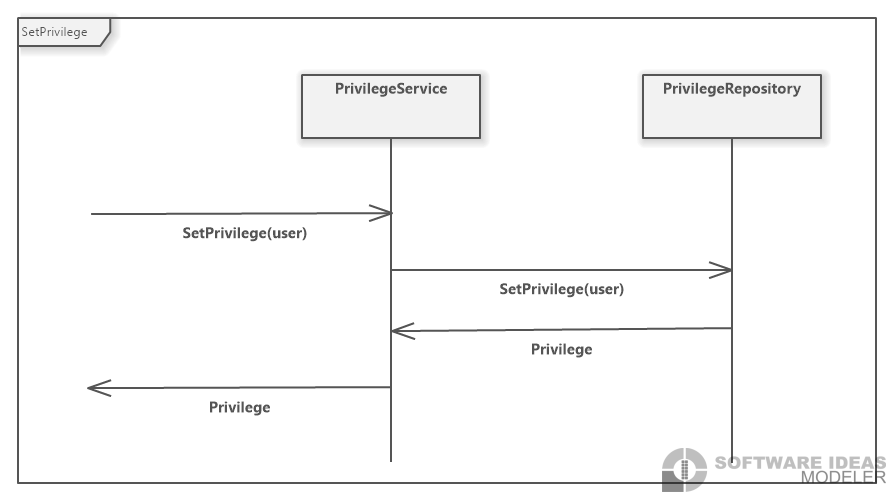 SetPrivilege
PrivilegeService
PrivilegeRepository
SetPrivilege(user)
SetPrivilege(user)
Privilege
Privilege
SOFTWARE IDEAS
MODELER